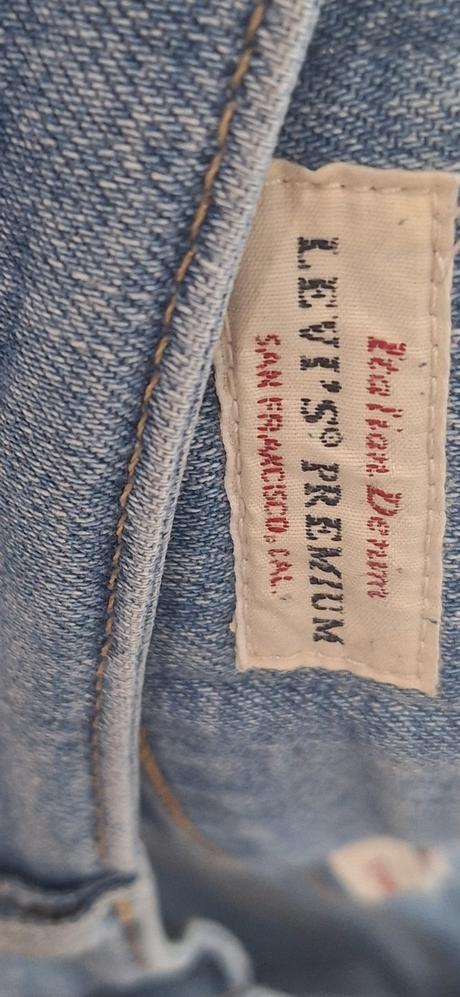 Italian Denim
LEVI'S® PREMIUM
SAN FRANCISCO, CAL.